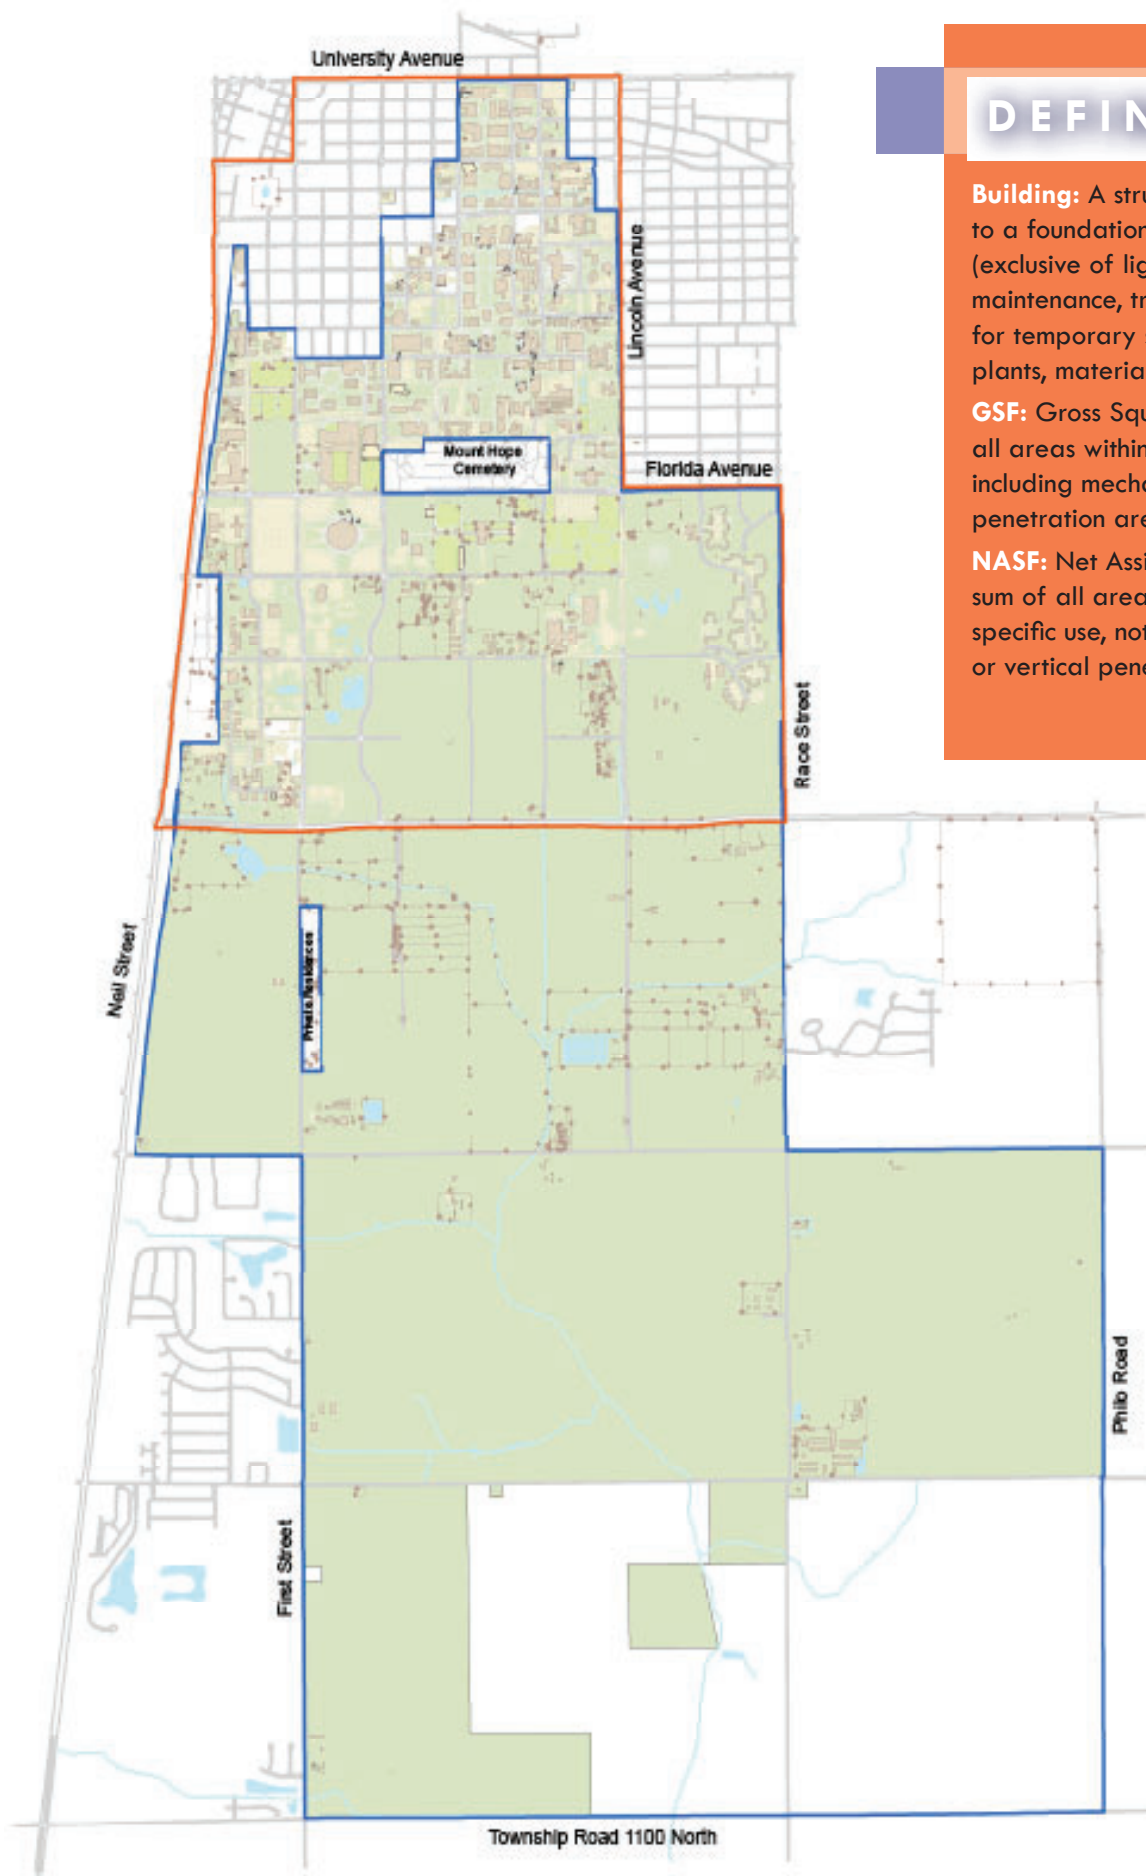 University Avenue
Lincoln Avenue
Mount Hope
Cemetery
Florida Avenue
Race Street
Neil Street
Private Residences
Philo Road
First Street
Township Road 1100 North
DEFIN
Building: A stru
to a foundation
(exclusive of lig
maintenance, tr
for temporary
plants, materia
GSF: Gross Squ
all areas within
including mecha
penetration are
NASF: Net Assi
sum of all area
specific use, not
or vertical pene